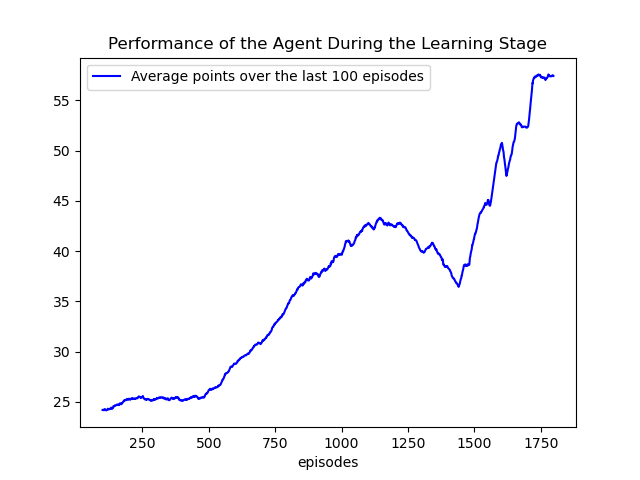 Performance of the Agent During the Learning Stage
Average points over the last 100 episodes
55
50
45
40
35
30
25
250 500 750 1000 1250 1500 1750
episodes